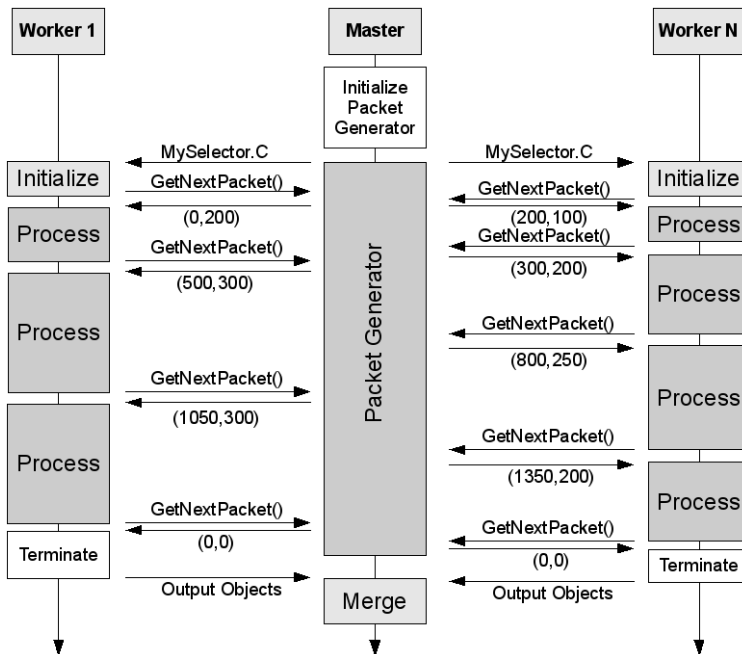 Worker 1
Master
Worker N
Initialize
Packet
Generator
MySelector.C
MySelector.C
Initialize
GetNextPacket()
(0,200)
GetNextPacket()
(200,100)
Initialize
Process
GetNextPacket()
(500,300)
GetNextPacket()
(300,200)
Process
Process
Process
Packet Generator
GetNextPacket()
(800,250)
Process
GetNextPacket()
(1050,300)
Process
GetNextPacket()
(1350,200)
Process
GetNextPacket()
(0,0)
GetNextPacket()
(0,0)
Terminate
Terminate
Output Objects
Merge
Output Objects